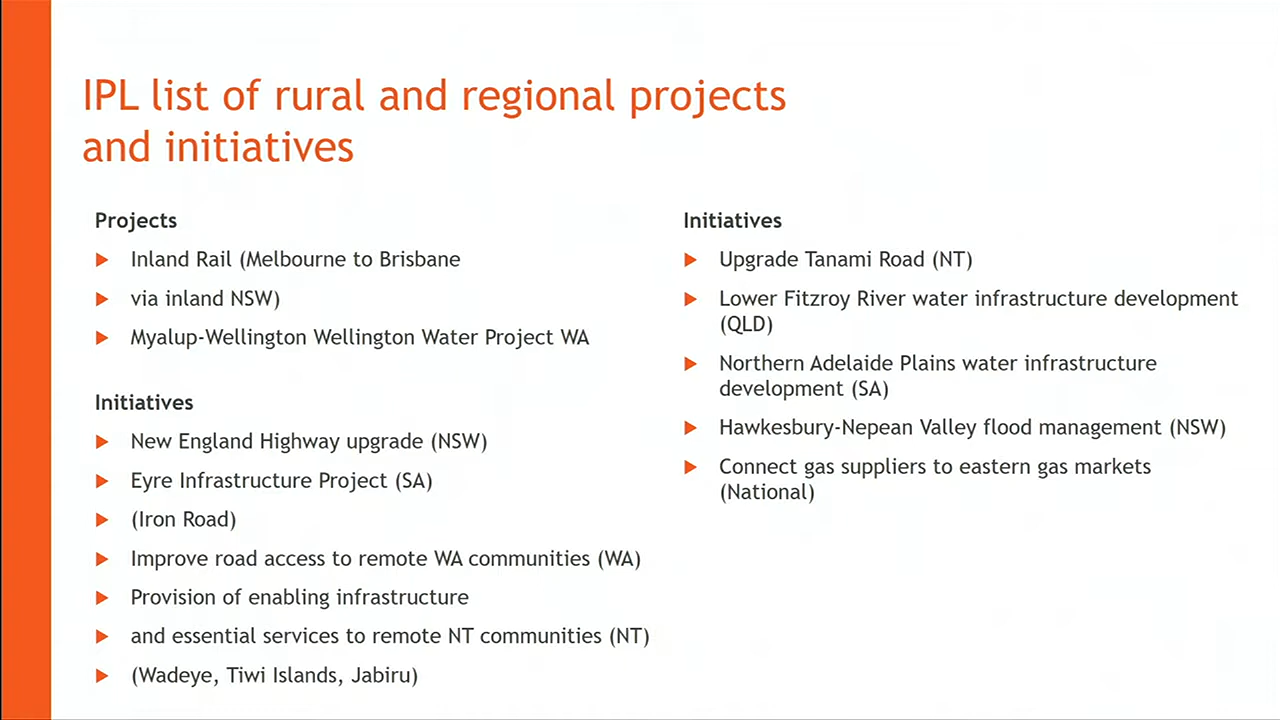 IPL list of rural and regional projects
and initiatives
Projects
Inland Rail (Melbourne to Brisbane
via inland NSW)
Myalup-Wellington Wellington Water Project WA
Initiatives
New England Highway upgrade (NSW)
Eyre Infrastructure Project (SA)
(Iron Road)
Improve road access to remote WA communities (WA)
Provision of enabling infrastructure
and essential services to remote NT communities (NT)
(Wadeye, Tiwi Islands, Jabiru)
Initiatives
Upgrade Tanami Road (NT)
Lower Fitzroy River water infrastructure development
(QLD)
Northern Adelaide Plains water infrastructure
development (SA)
Hawkesbury-Nepean Valley flood management (NSW)
Connect gas suppliers to eastern gas markets
(National)